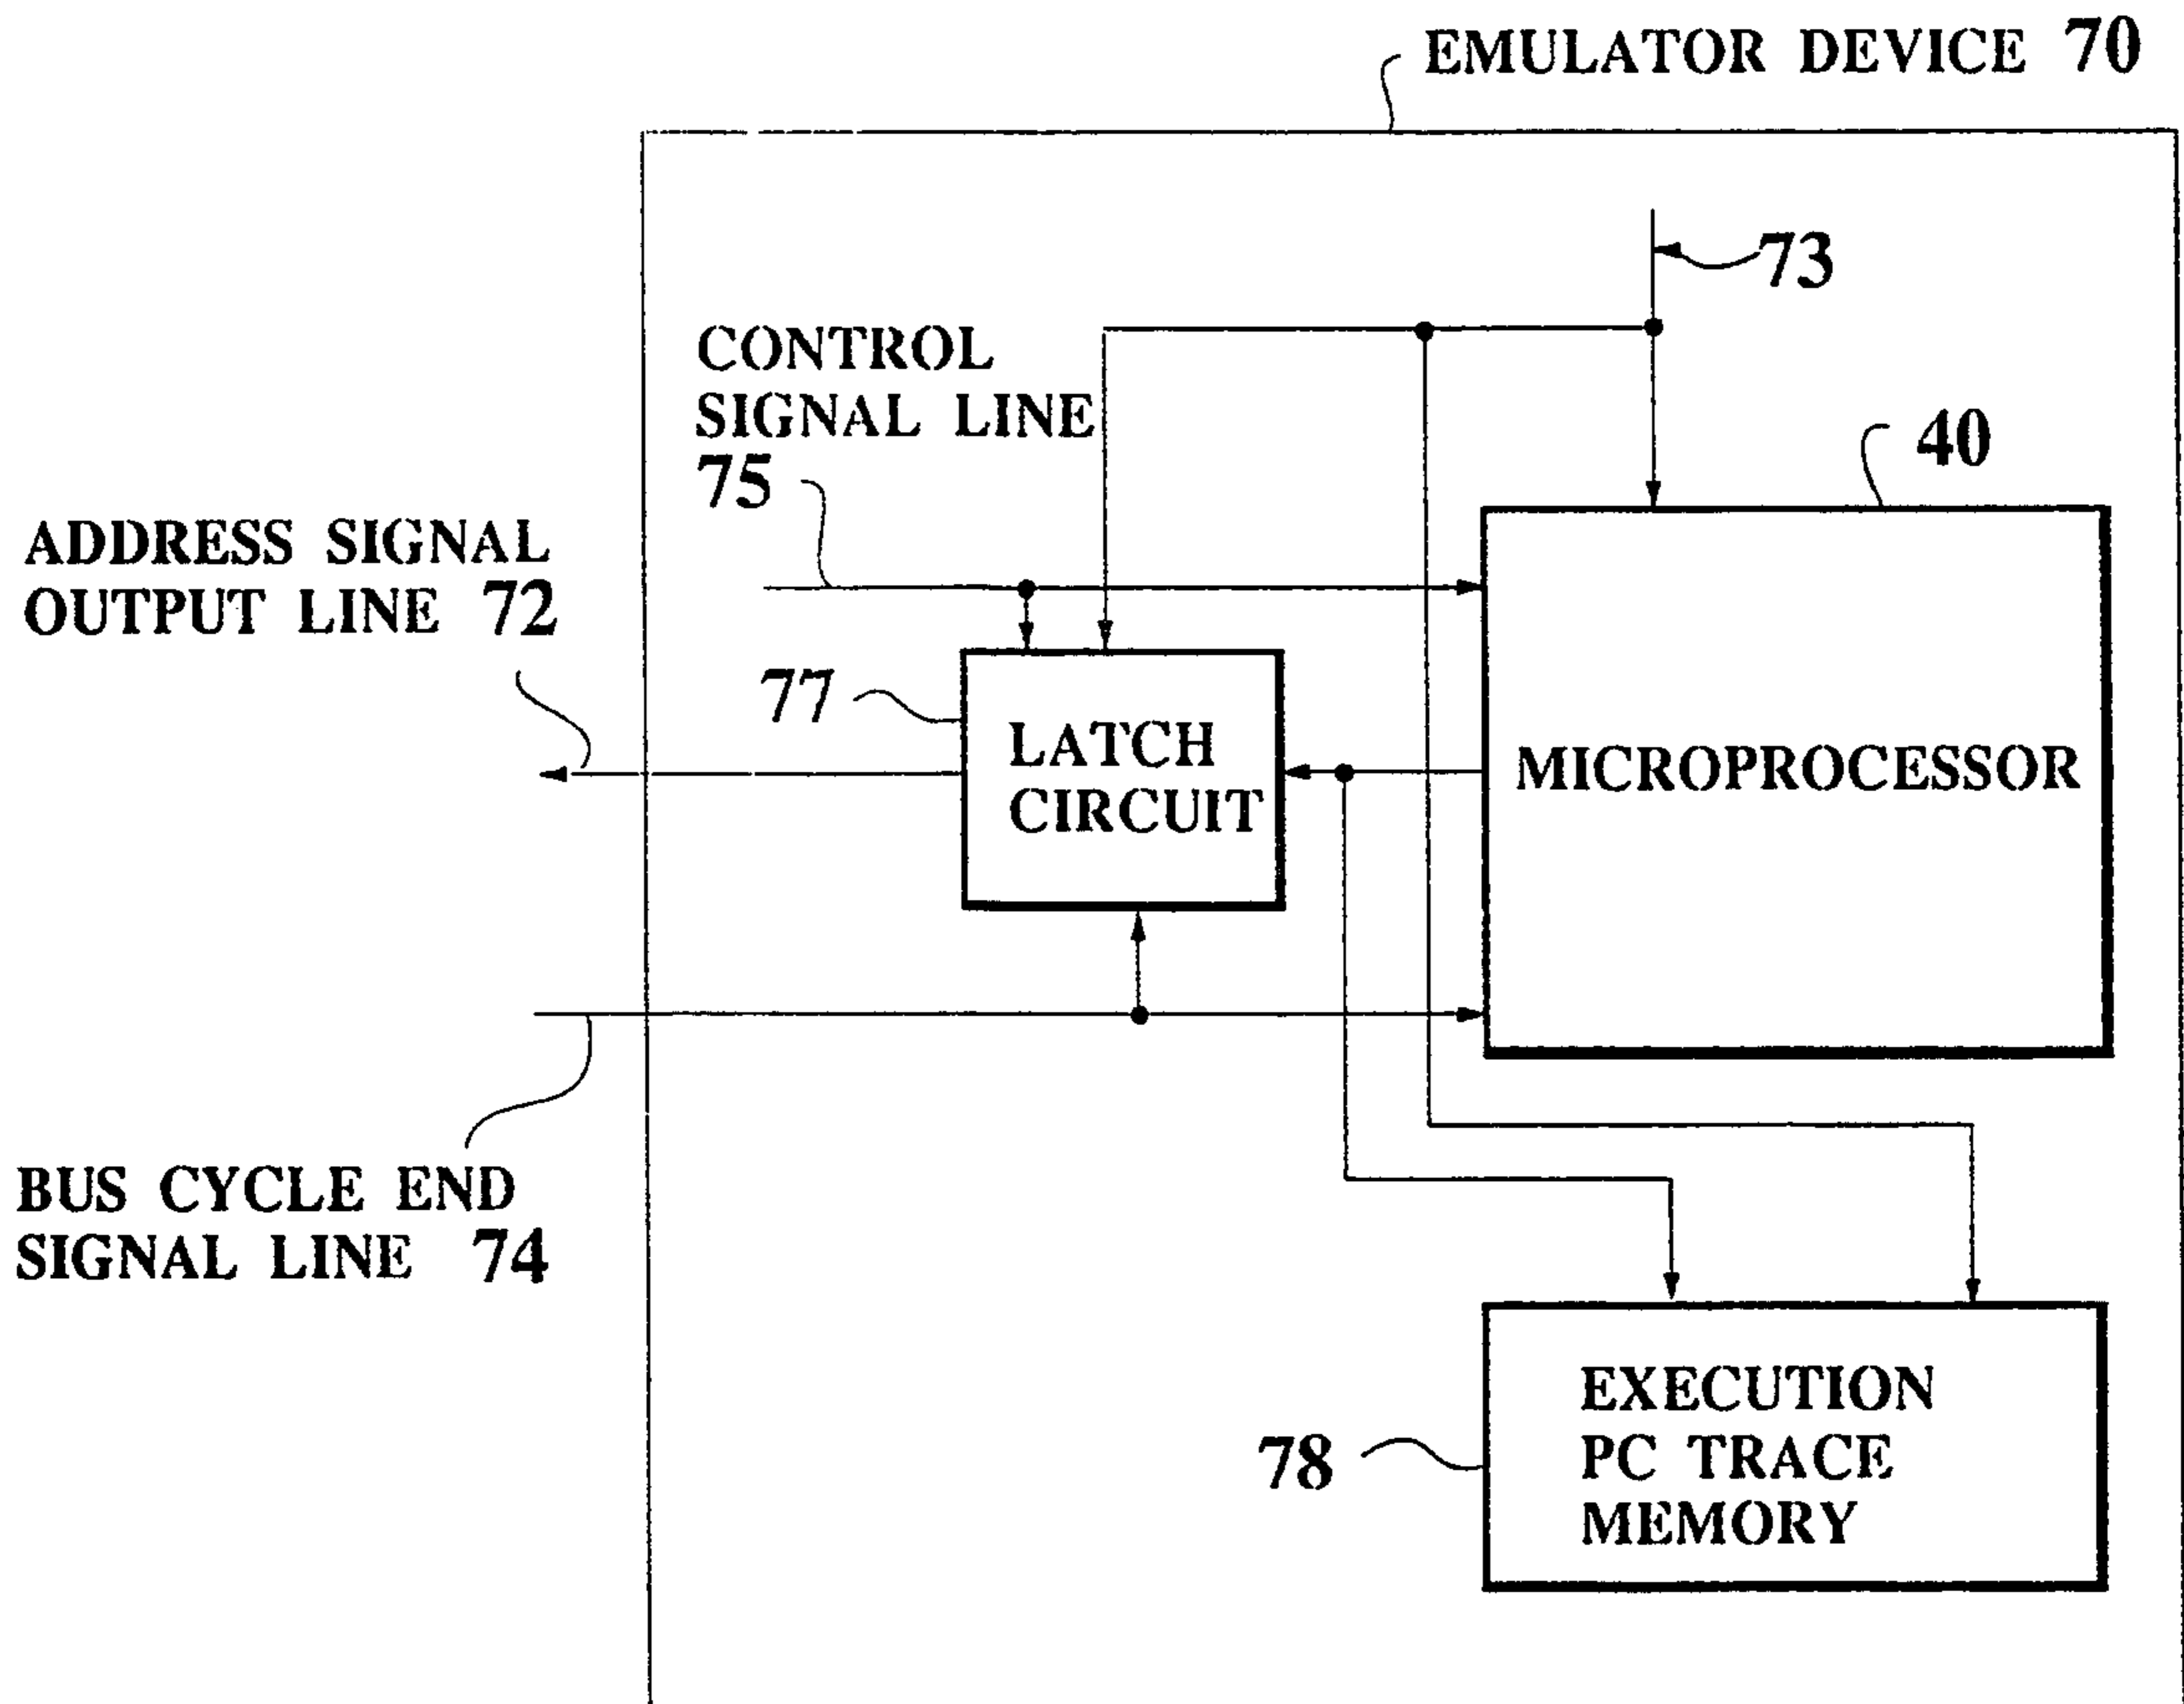 EMULATOR DEVICE 70
73
CONTROL
SIGNAL LINE
75
40
ADDRESS SIGNAL
OUTPUT LINE 72
77
LATCH
CIRCUIT
MICROPROCESSOR
BUS CYCLE END
SIGNAL LINE 74
78
EXECUTION
PC TRACE
MEMORY